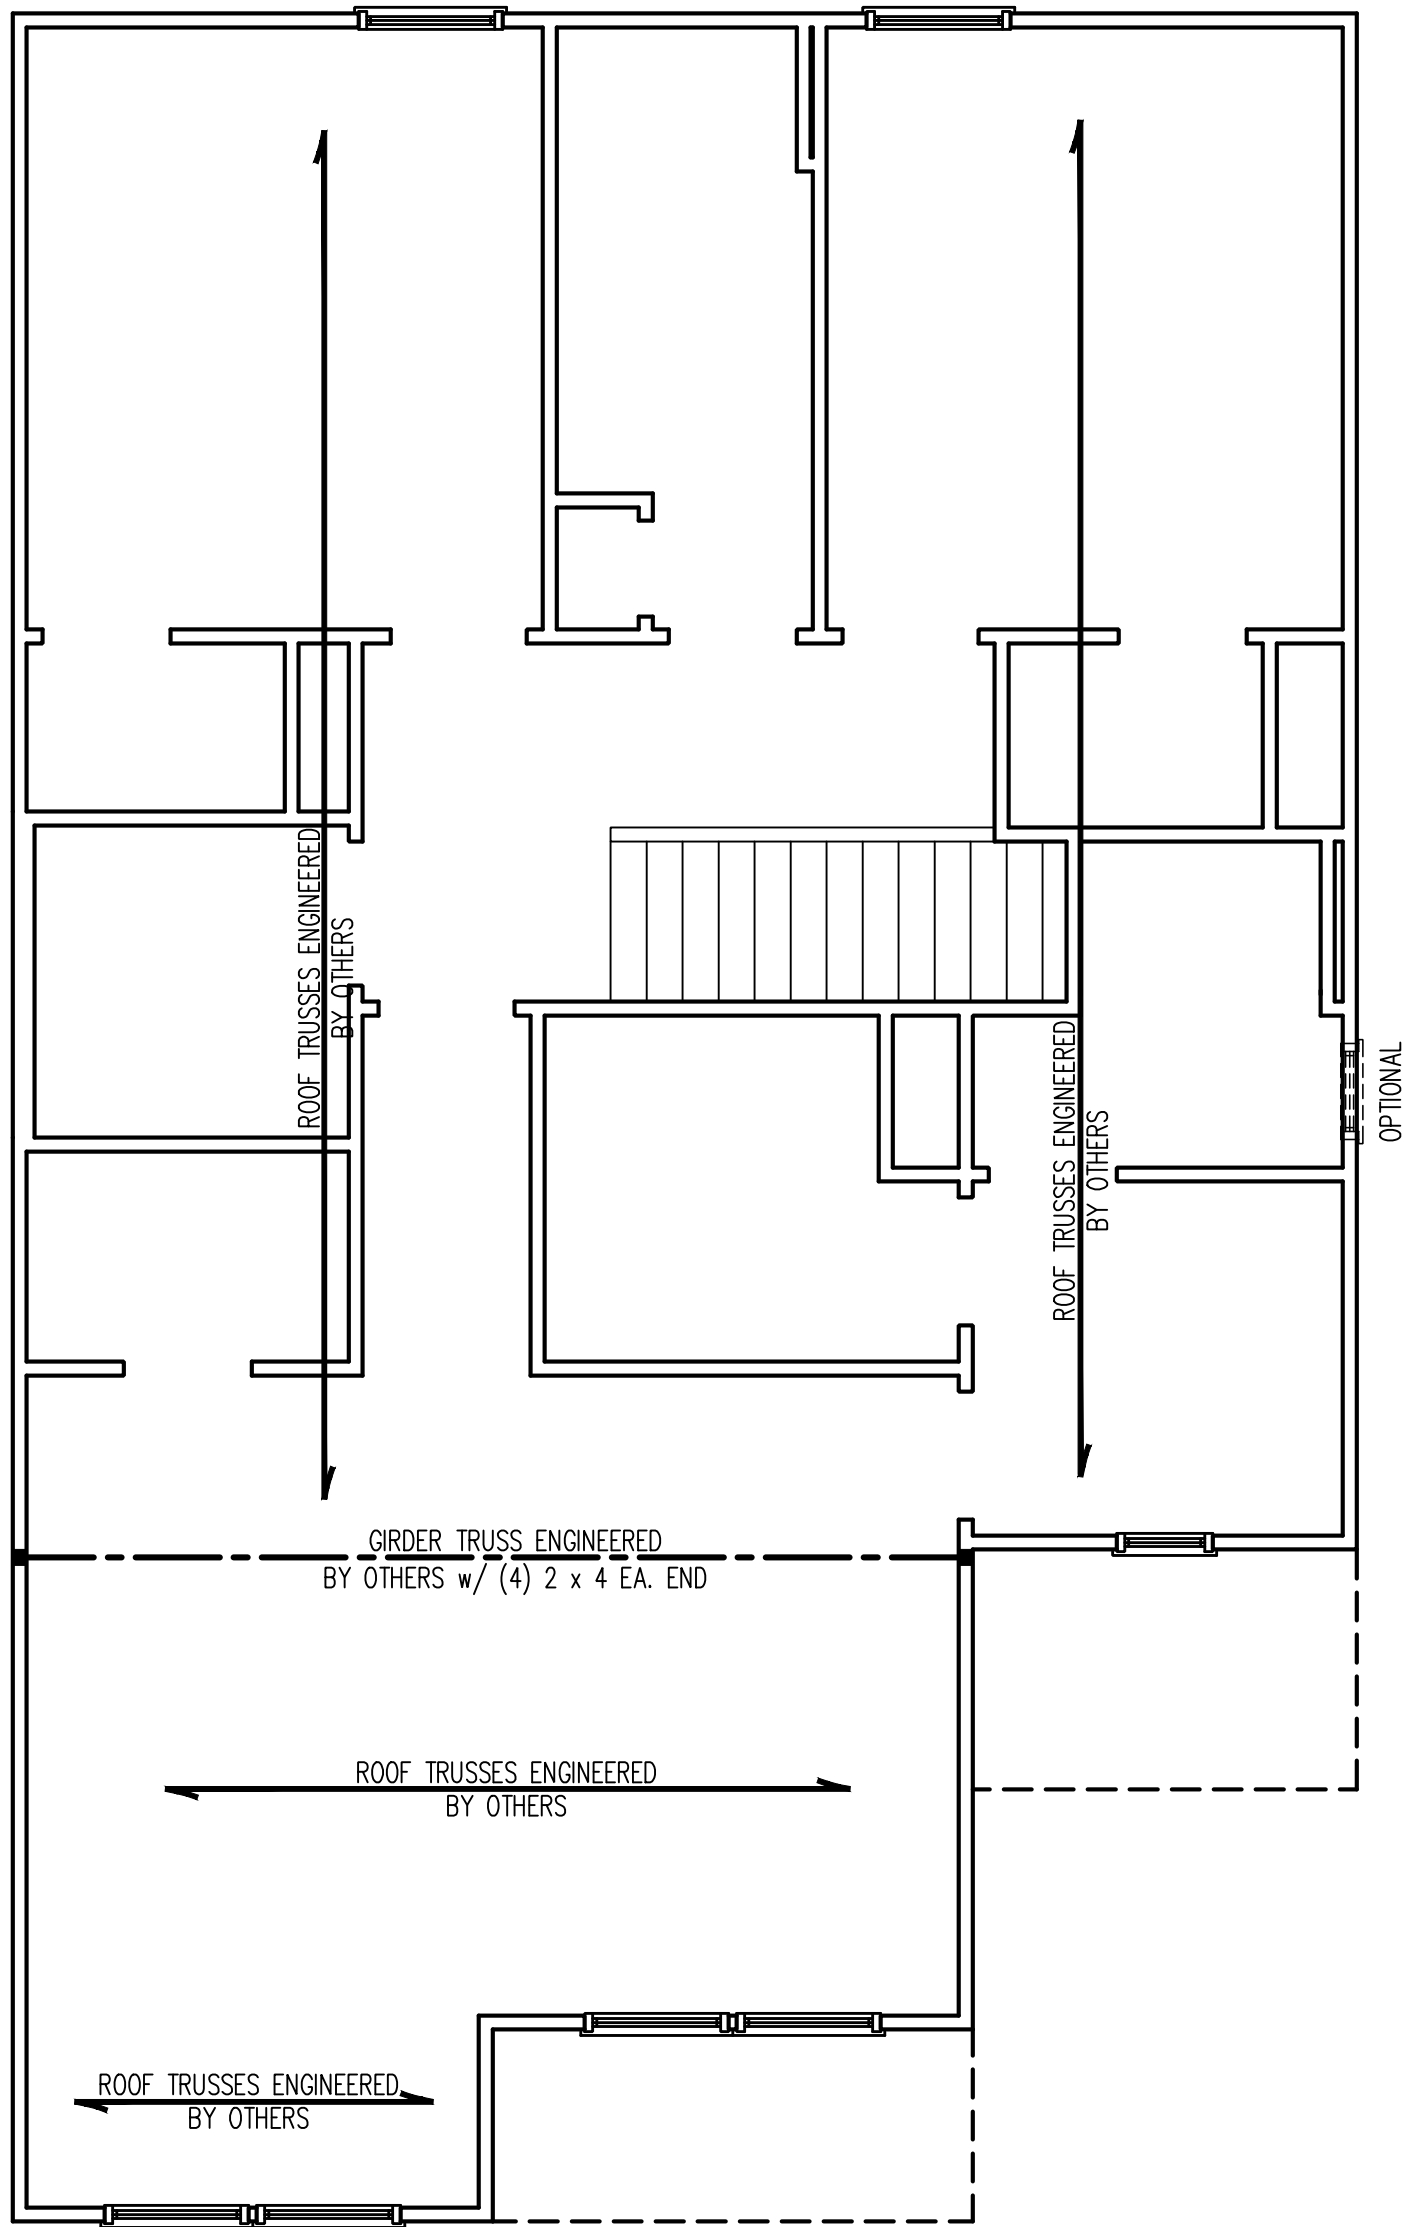 ROOF TRUSSES ENGINEERED
BY OTHERS
ROOF TRUSSES ENGINEERED
BY OTHERS
OPTIONAL
GIRDER TRUSS ENGINEERED
BY OTHERS w/ (4) 2 x 4 EA. END
ROOF TRUSSES ENGINEERED
BY OTHERS
ROOF TRUSSES ENGINEERED
BY OTHERS